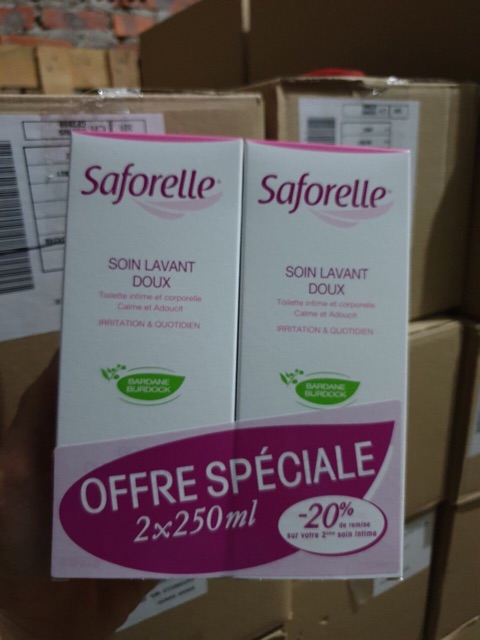 Saforelle
SOIN LAVANT
DOUX
Toilette intime et corporelle
Calme et Adoucit
IRRITATION & QUOTIDIEN
BARDANE
BURDOCK
Saforelle
SOIN LAVANT
DOUX
Toilette intime et corporelle
Calme et Adoucit
IRRITATION & QUOTIDIEN
BARDANE
BURDOCK
OFFRE SPÉCIALE
2x250ml
-20%
de remise
sur votre 2ème soin intime